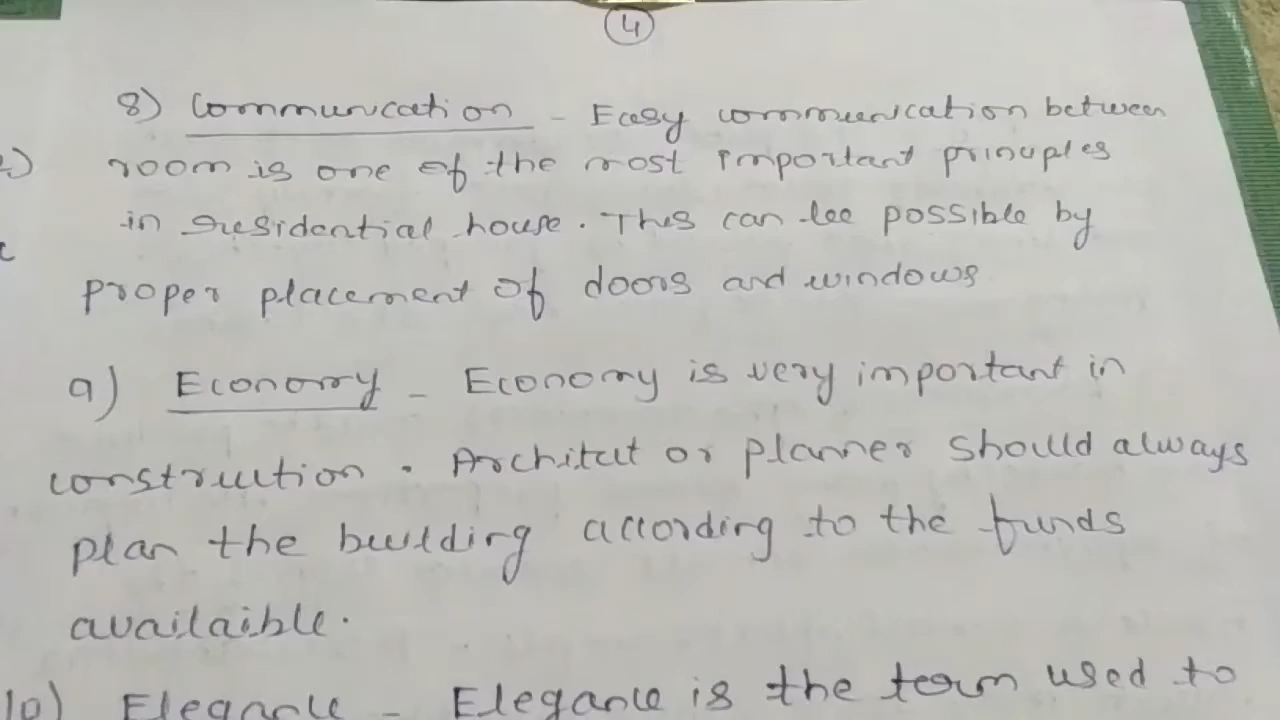 4
8) Communication - Easy communication between
room is one of the most important principles
in residential house. This can be possible by
proper placement of doors and windows
9) Economy - Economy is very important in
construction. Architect or planner should always
plan the building according to the funds
availaible.
10) Elegance - Elegance is the term used to